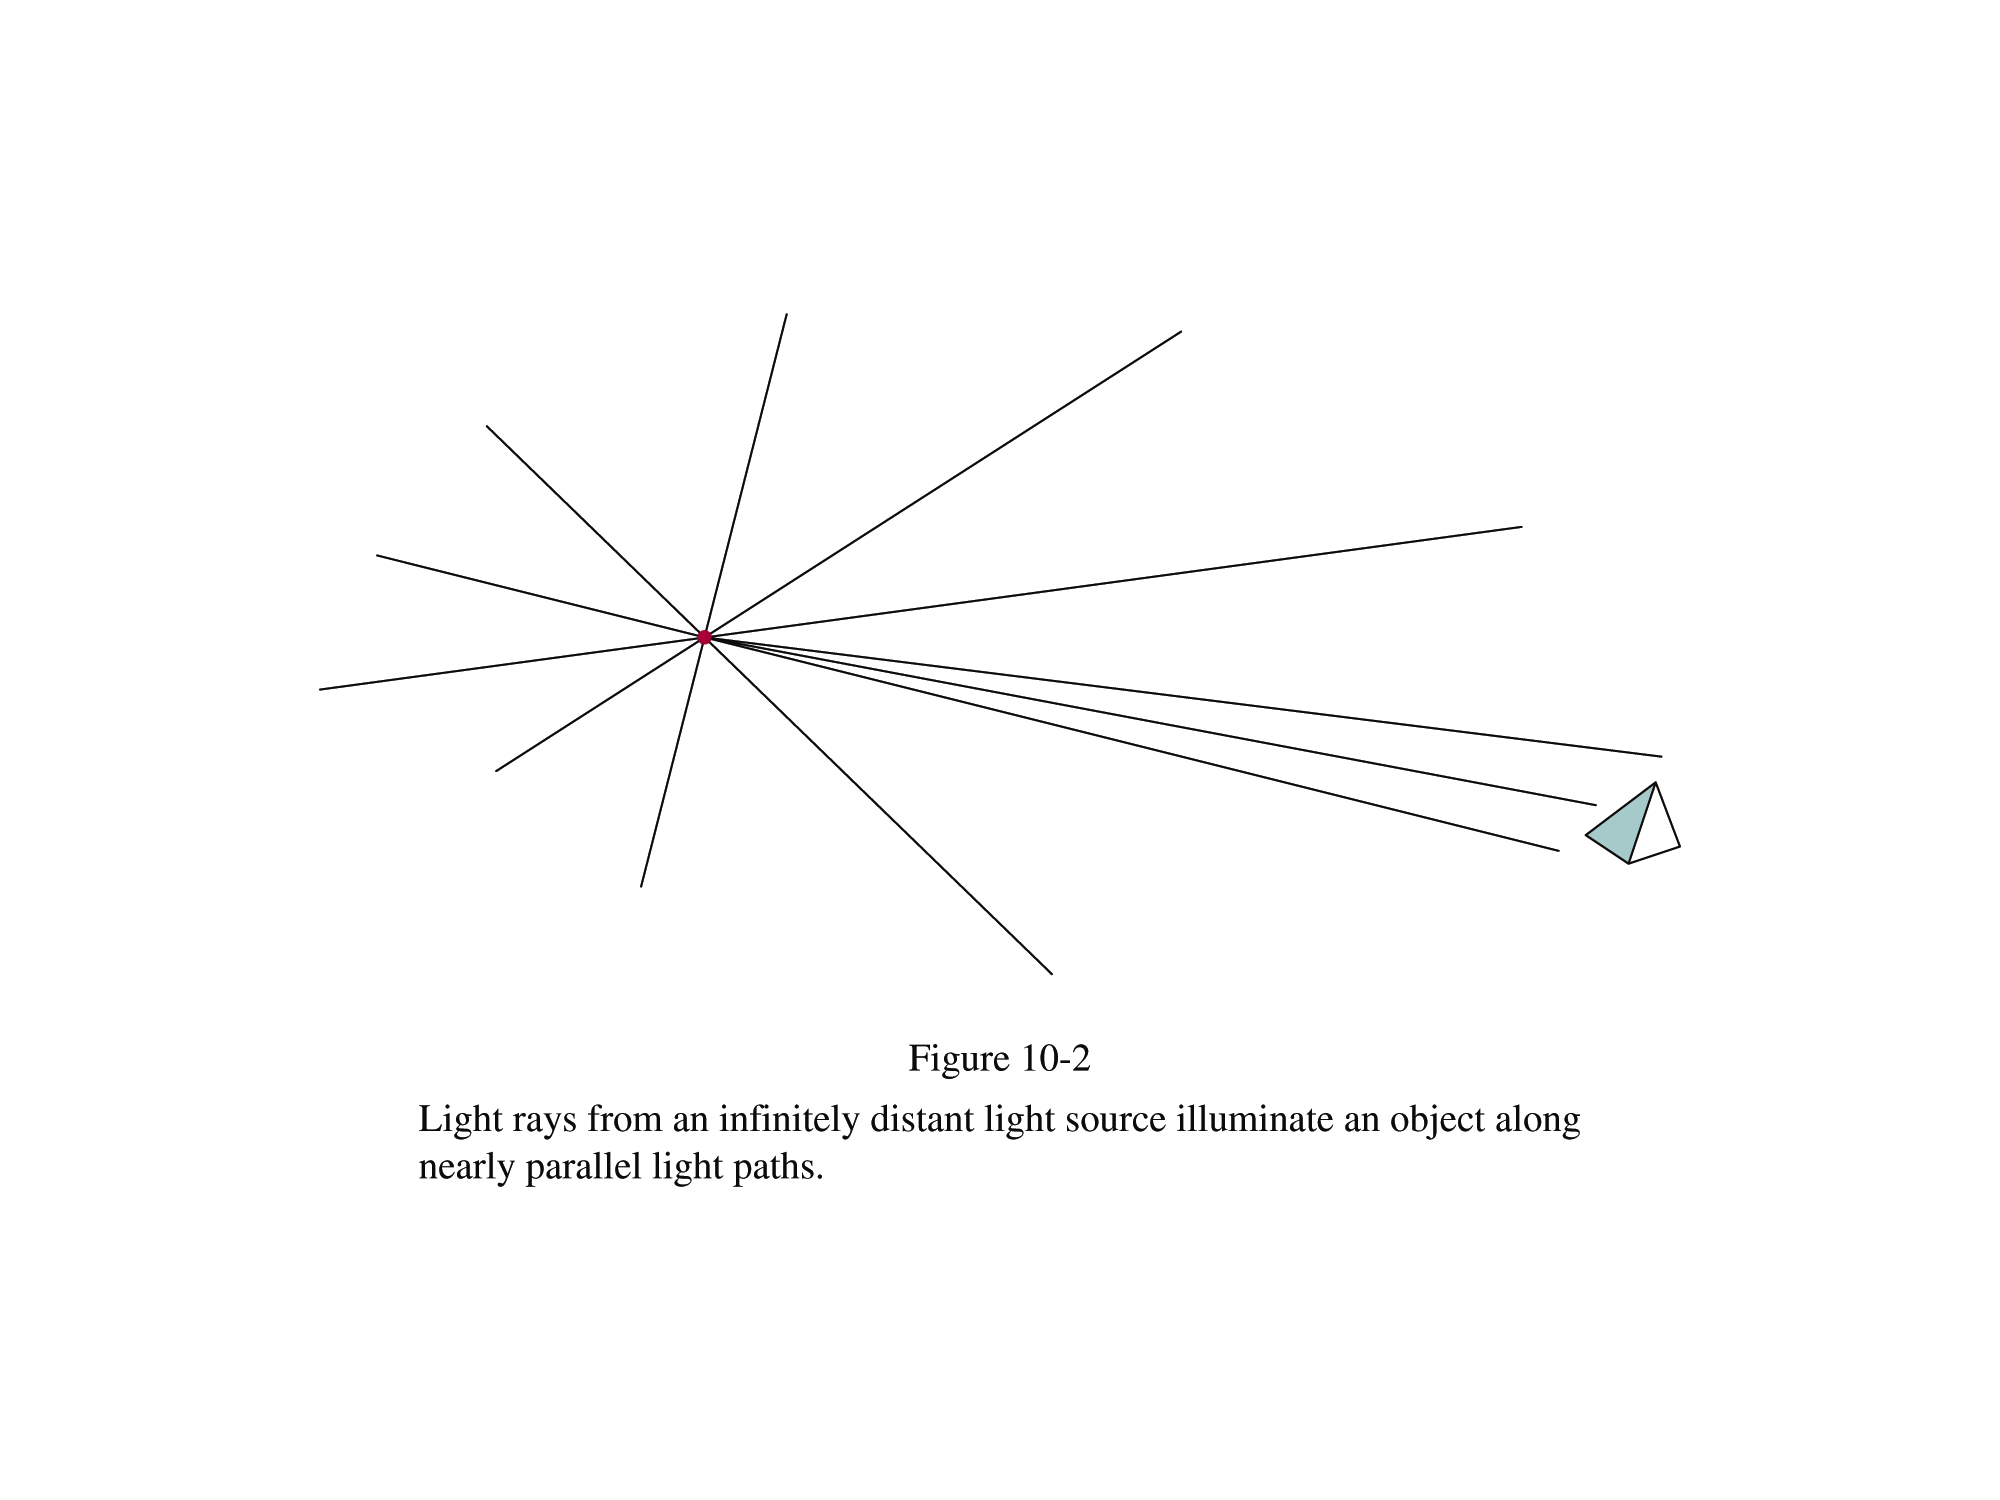 Figure 10-2
Light rays from an infinitely distant light source illuminate an object along
nearly parallel light paths.